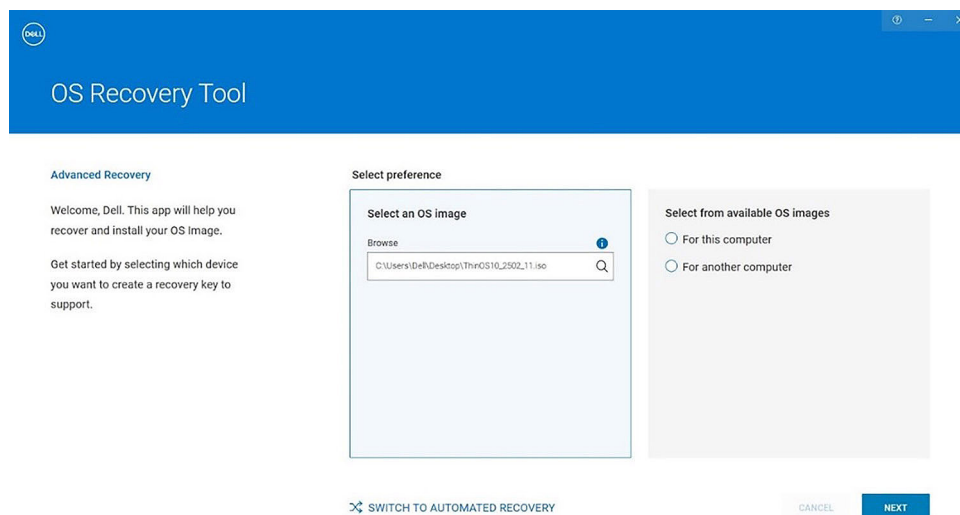 DELL
OS Recovery Tool
Advanced Recovery
Welcome, Dell. This app will help you
recover and install your OS Image.
Get started by selecting which device
you want to create a recovery key to
support.
Select preference
Select an OS image
Browse
C:\Users\Dell\Desktop\ThinOS10_2502_11.iso
Select from available OS images
For this computer
For another computer
SWITCH TO AUTOMATED RECOVERY
CANCEL
NEXT